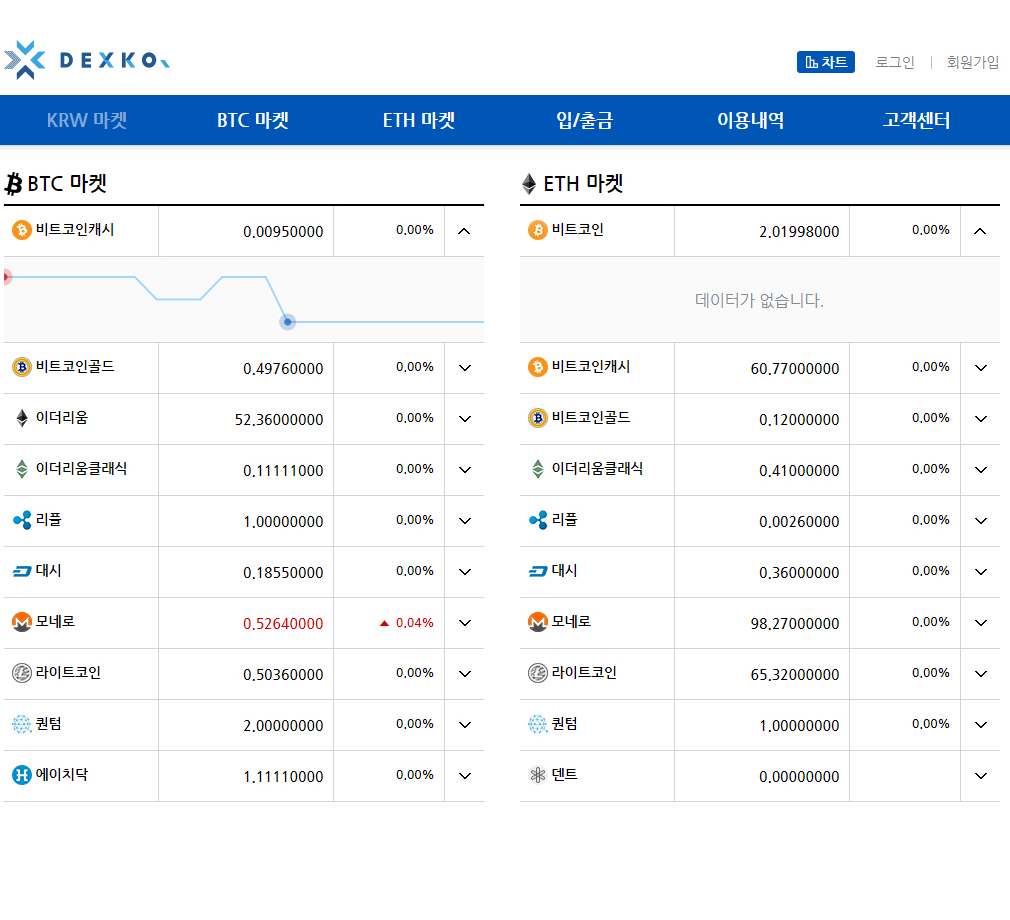 DEXKO
차트 로그인 | 회원가입
KRW 마켓 BTC 마켓 ETH 마켓 입/출금 이용내역 고객센터
BTC 마켓
비트코인캐시 0.00950000 0.00%
비트코인골드 0.49760000 0.00%
이더리움 52.36000000 0.00%
이더리움클래식 0.11111000 0.00%
리플 1.00000000 0.00%
대시 0.18550000 0.00%
모네로 0.52640000 ▲ 0.04%
라이트코인 0.50360000 0.00%
퀀텀 2.00000000 0.00%
에이치닥 1.11110000 0.00%
ETH 마켓
비트코인 2.01998000 0.00%
데이터가 없습니다.
비트코인캐시 60.77000000 0.00%
비트코인골드 0.12000000 0.00%
이더리움클래식 0.41000000 0.00%
리플 0.00260000 0.00%
대시 0.36000000 0.00%
모네로 98.27000000 0.00%
라이트코인 65.32000000 0.00%
퀀텀 1.00000000 0.00%
덴트 0.00000000